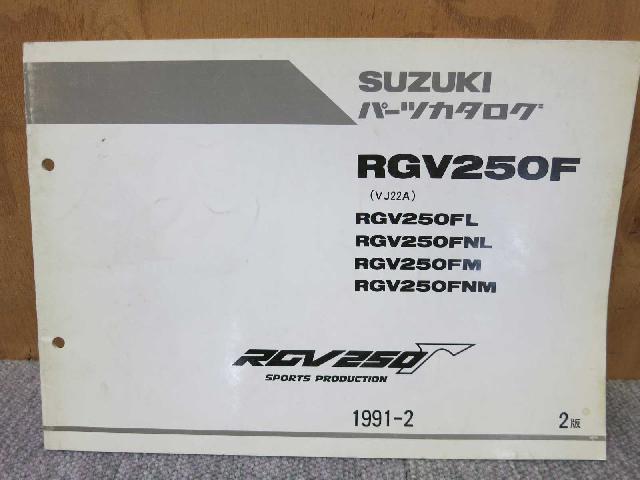 SUZUKI
パーツカタログ
RGV250F
(VJ22A)
RGV250FL
RGV250FNL
RGV250FM
RGV250FNM
RGV250Γ
SPORTS PRODUCTION
1991-2 2版